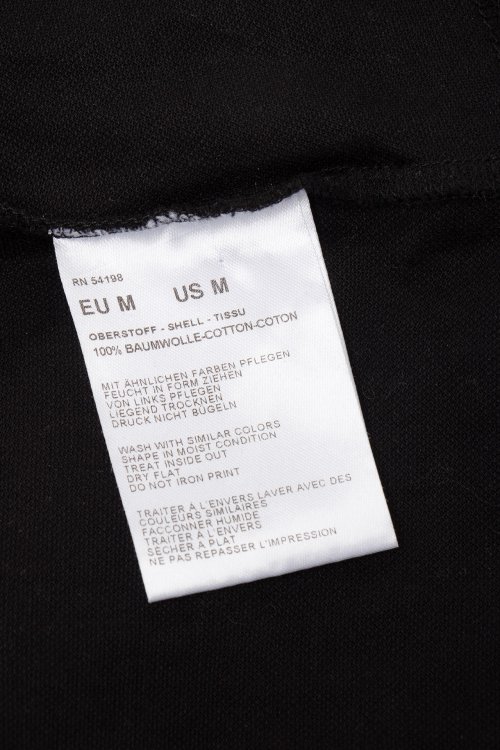 RN 54198
EU M US M
OBERSTOFF - SHELL - TISSU
100% BAUMWOLLE-COTTON-COTON
MIT ÄHNLICHEN FARBEN PFLEGEN
FEUCHT IN FORM ZIEHEN
VON LINKS PFLEGEN
LIEGEND TROCKNEN
DRUCK NICHT BÜGELN
WASH WITH SIMILAR COLORS
SHAPE IN MOIST CONDITION
TREAT INSIDE OUT
DRY FLAT
DO NOT IRON PRINT
TRAITER À L'ENVERS LAVER AVEC DES
COULEURS SIMILAIRES
FACCONNER HUMIDE
TRAITER A L'ENVERS
SÉCHER A PLAT
NE PAS REPASSER L'IMPRESSION